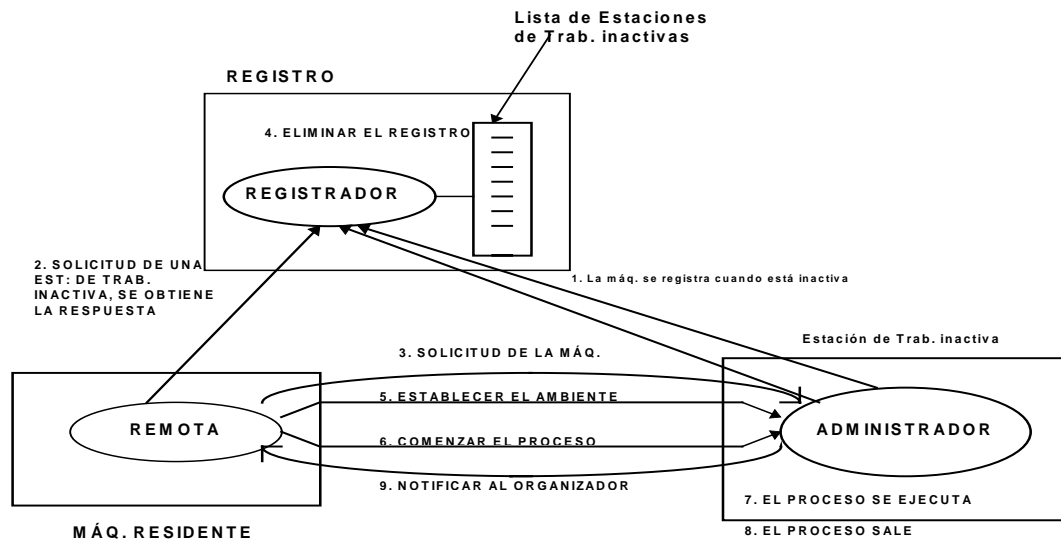 Lista de Estaciones
de Trab. inactivas
REGISTRO
4. ELIMINAR EL REGISTRO
REGISTRADOR
2. SOLICITUD DE UNA
EST: DE TRAB.
INACTIVA, SE OBTIENE
LA RESPUESTA
1. La máq. se registra cuando está inactiva
Estación de Trab. inactiva
3. SOLICITUD DE LA MÁQ.
5. ESTABLECER EL AMBIENTE
REMOTA
ADMINISTRADOR
6. COMENZAR EL PROCESO
9. NOTIFICAR AL ORGANIZADOR
7. EL PROCESO SE EJECUTA
8. EL PROCESO SALE
MÁQ. RESIDENTE